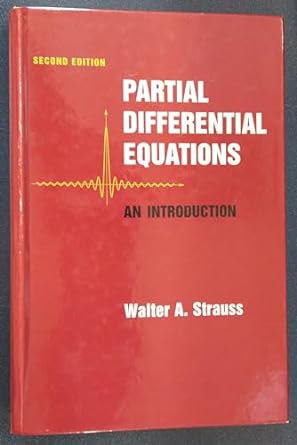 SECOND EDITION
PARTIAL
DIFFERENTIAL
EQUATIONS
AN INTRODUCTION
Walter A. Strauss